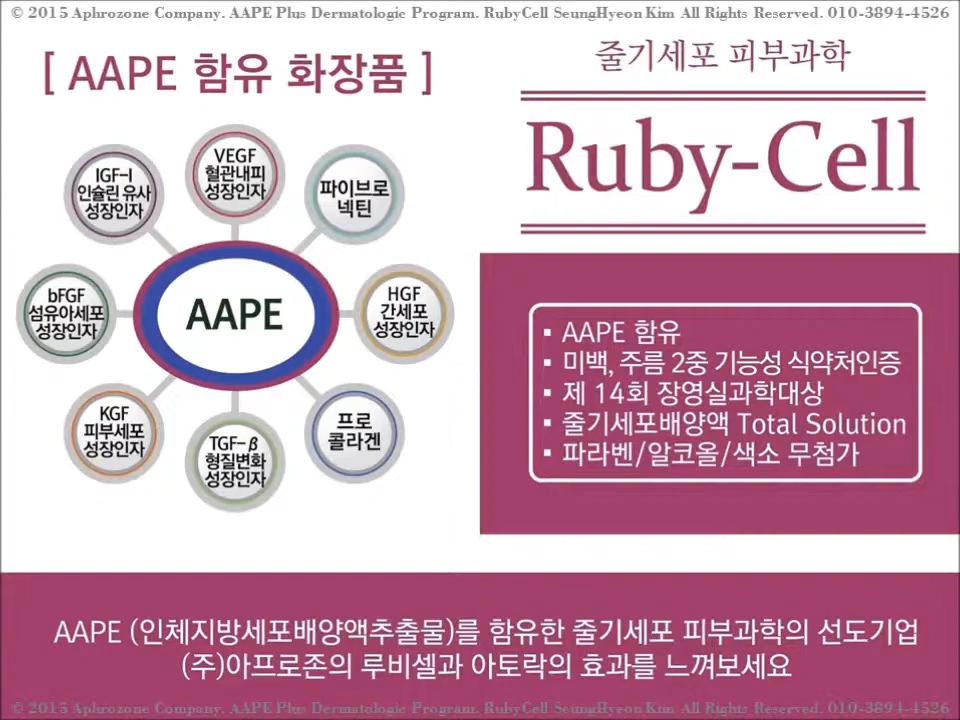 © 2015 Aphrozone Company. AAPE Plus Dermatologic Program. RubyCell SeungHyeon Kim All Rights Reserved. 010-3894-4526
[ AAPE 함유 화장품 ]
IGF-I
인슐린 유사
성장인자
VEGF
혈관내피
성장인자
파이브로
넥틴
bFGF
섬유아세포
성장인자
AAPE
HGF
간세포
성장인자
KGF
피부세포
성장인자
TGF-β
형질변화
성장인자
프로
콜라겐
줄기세포 피부과학
Ruby-Cell
▪ AAPE 함유
▪ 미백, 주름 2중 기능성 식약처인증
▪ 제 14회 장영실과학대상
▪ 줄기세포배양액 Total Solution
▪ 파라벤/알코올/색소 무첨가
AAPE (인체지방세포배양액추출물)를 함유한 줄기세포 피부과학의 선도기업
(주)아프로존의 루비셀과 아토락의 효과를 느껴보세요
© 2015 Aphrozone Company. AAPE Plus Dermatologic Program. RubyCell SeungHyeon Kim All Rights Reserved. 010-3894-4526